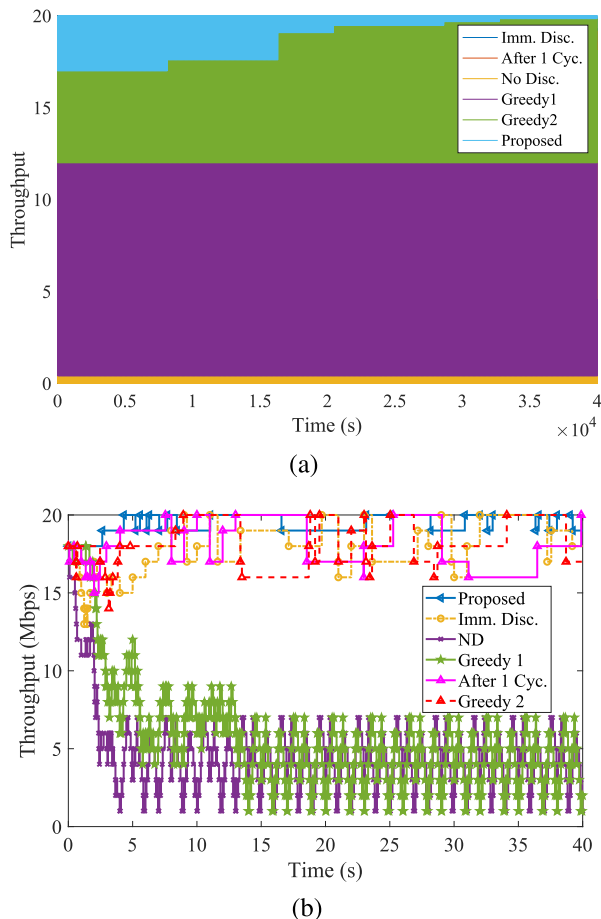 20
15
10
5
0
Throughput
Imm. Disc.
After 1 Cyc.
No Disc.
Greedy1
Greedy2
Proposed
0 0.5 1 1.5 2 2.5 3 3.5 4
Time (s)
×10⁴
(a)
20
15
10
5
0
Throughput (Mbps)
Proposed
Imm. Disc.
ND
Greedy 1
After 1 Cyc.
Greedy 2
0 5 10 15 20 25 30 35 40
Time (s)
(b)